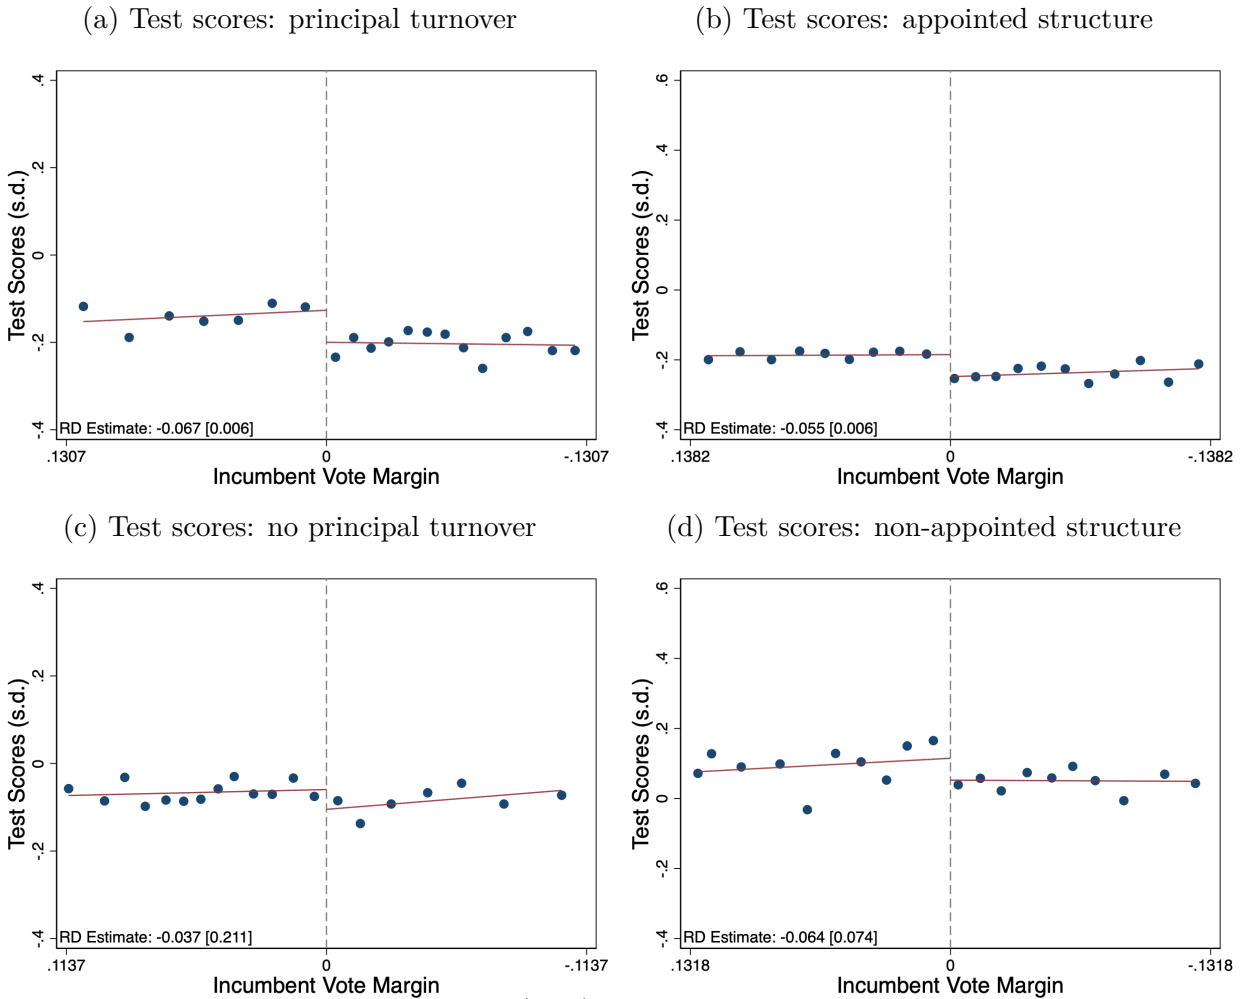 (a) Test scores: principal turnover
Test Scores (s.d.)
.4
.2
0
-.2
-.4
RD Estimate: -0.067 [0.006]
.1307
0
-.1307
Incumbent Vote Margin
(b) Test scores: appointed structure
Test Scores (s.d.)
.6
.4
.2
0
-.2
-.4
RD Estimate: -0.055 [0.006]
.1382
0
-.1382
Incumbent Vote Margin
(c) Test scores: no principal turnover
Test Scores (s.d.)
.4
.2
0
-.2
-.4
RD Estimate: -0.037 [0.211]
.1137
0
-.1137
Incumbent Vote Margin
(d) Test scores: non-appointed structure
Test Scores (s.d.)
.6
.4
.2
0
-.2
-.4
RD Estimate: -0.064 [0.074]
.1318
0
-.1318
Incumbent Vote Margin